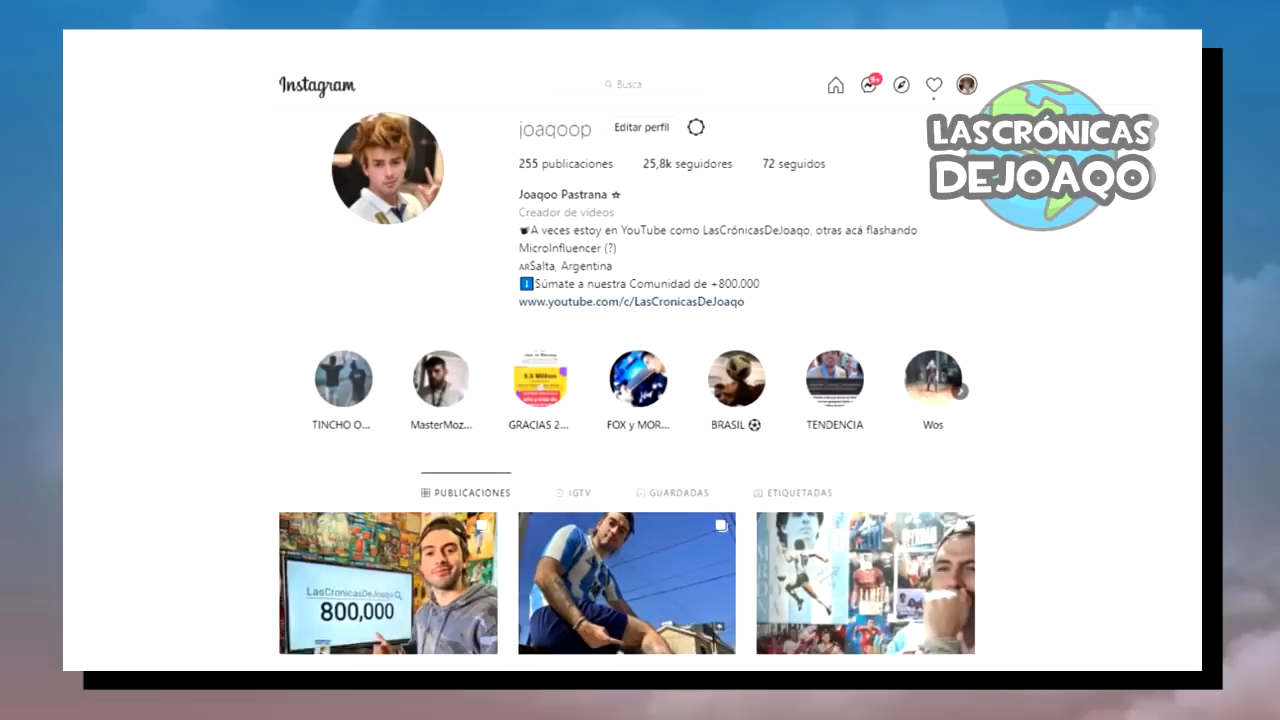 Instagram
Busca
9+
LASCRÓNICAS
DEJOAQO
joaqoop
Editar perfil
255 publicaciones 25,8k seguidores 72 seguidos
Joaqoo Pastrana ☆
Creador de videos
A veces estoy en YouTube como LasCrónicasDeJoaqo, otras acá flashando
MicroInfluencer (?)
ARSalta, Argentina
⬇️Súmate a nuestra Comunidad de +800.000
www.youtube.com/c/LasCronicasDeJoaqo
TINCHO O... MasterMoz... GRACIAS 2... FOX y MOR... BRASIL ⚽ TENDENCIA Wos
PUBLICACIONES IGTV GUARDADAS ETIQUETADAS
LasCronicasDeJoaqo
800,000